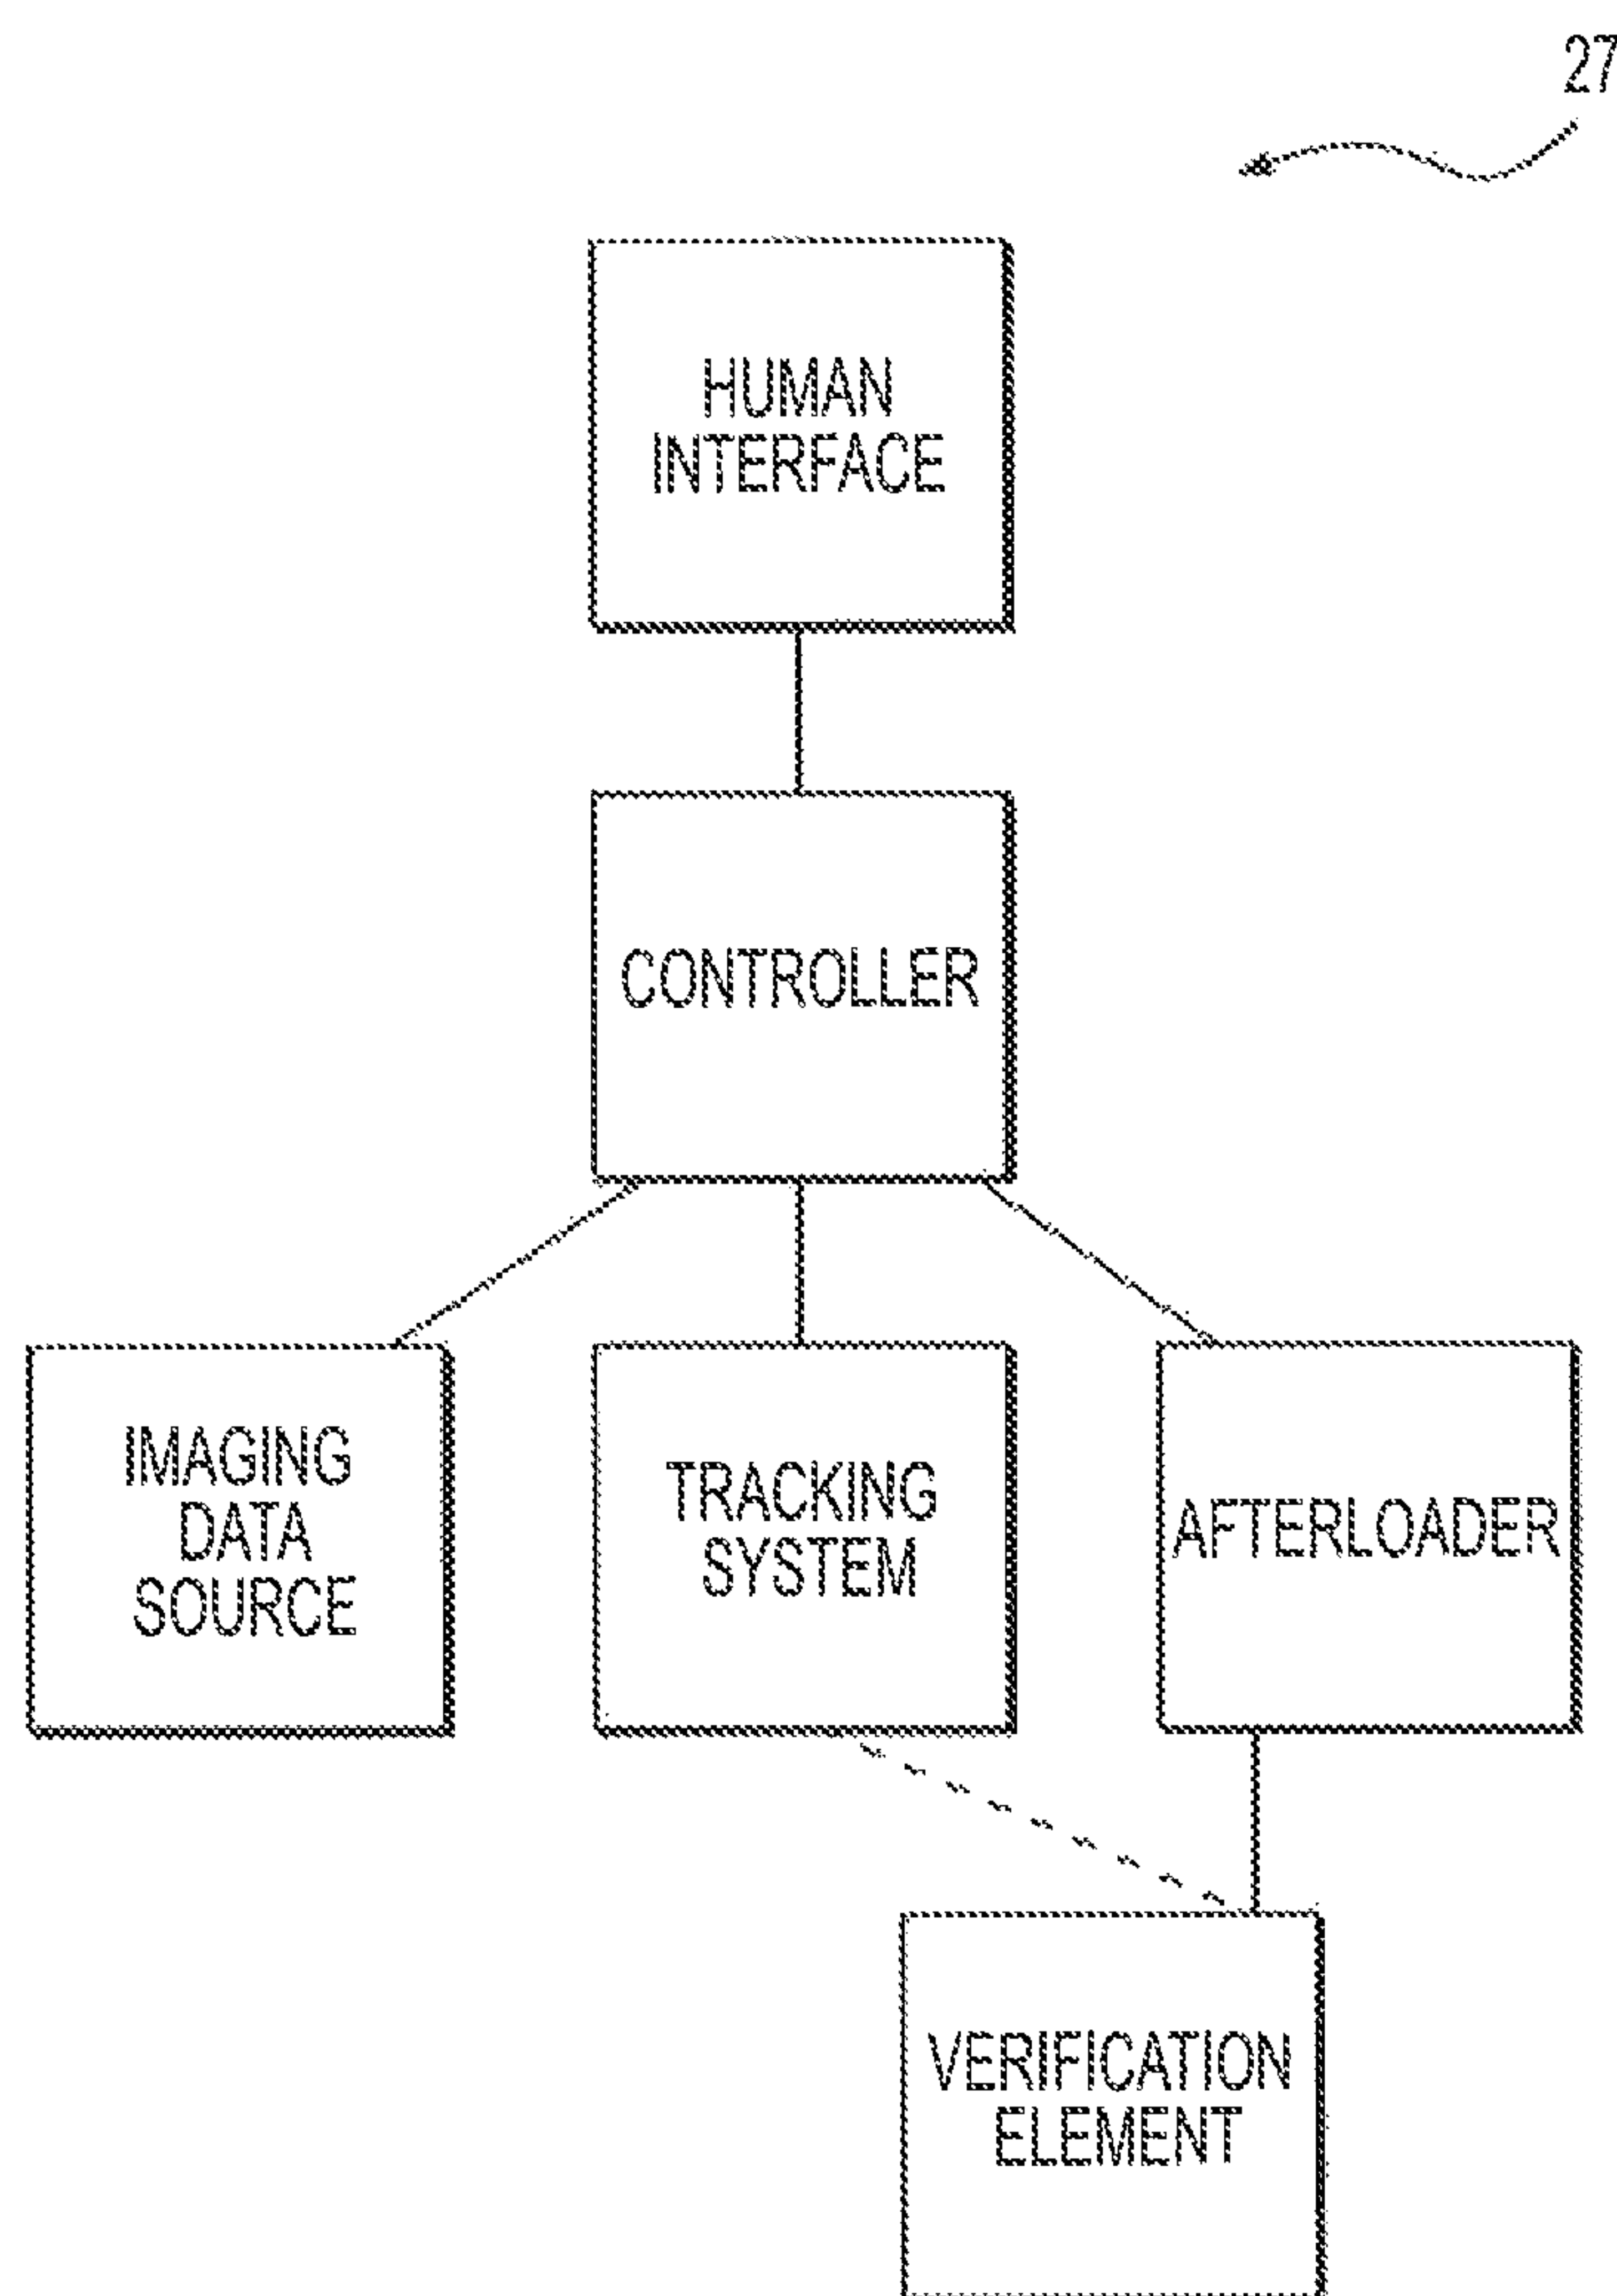 27
HUMAN
INTERFACE
CONTROLLER
IMAGING
DATA
SOURCE
TRACKING
SYSTEM
AFTERLOADER
VERIFICATION
ELEMENT